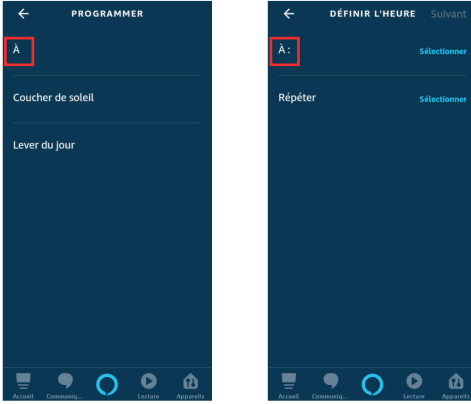 PROGRAMMER
À
Coucher de soleil
Lever du jour
Accueil Communiq... Lecture Appareils
DÉFINIR L'HEURE Suivant
À : Sélectionner
Répéter Sélectionner
Accueil Communiq... Lecture Appareils